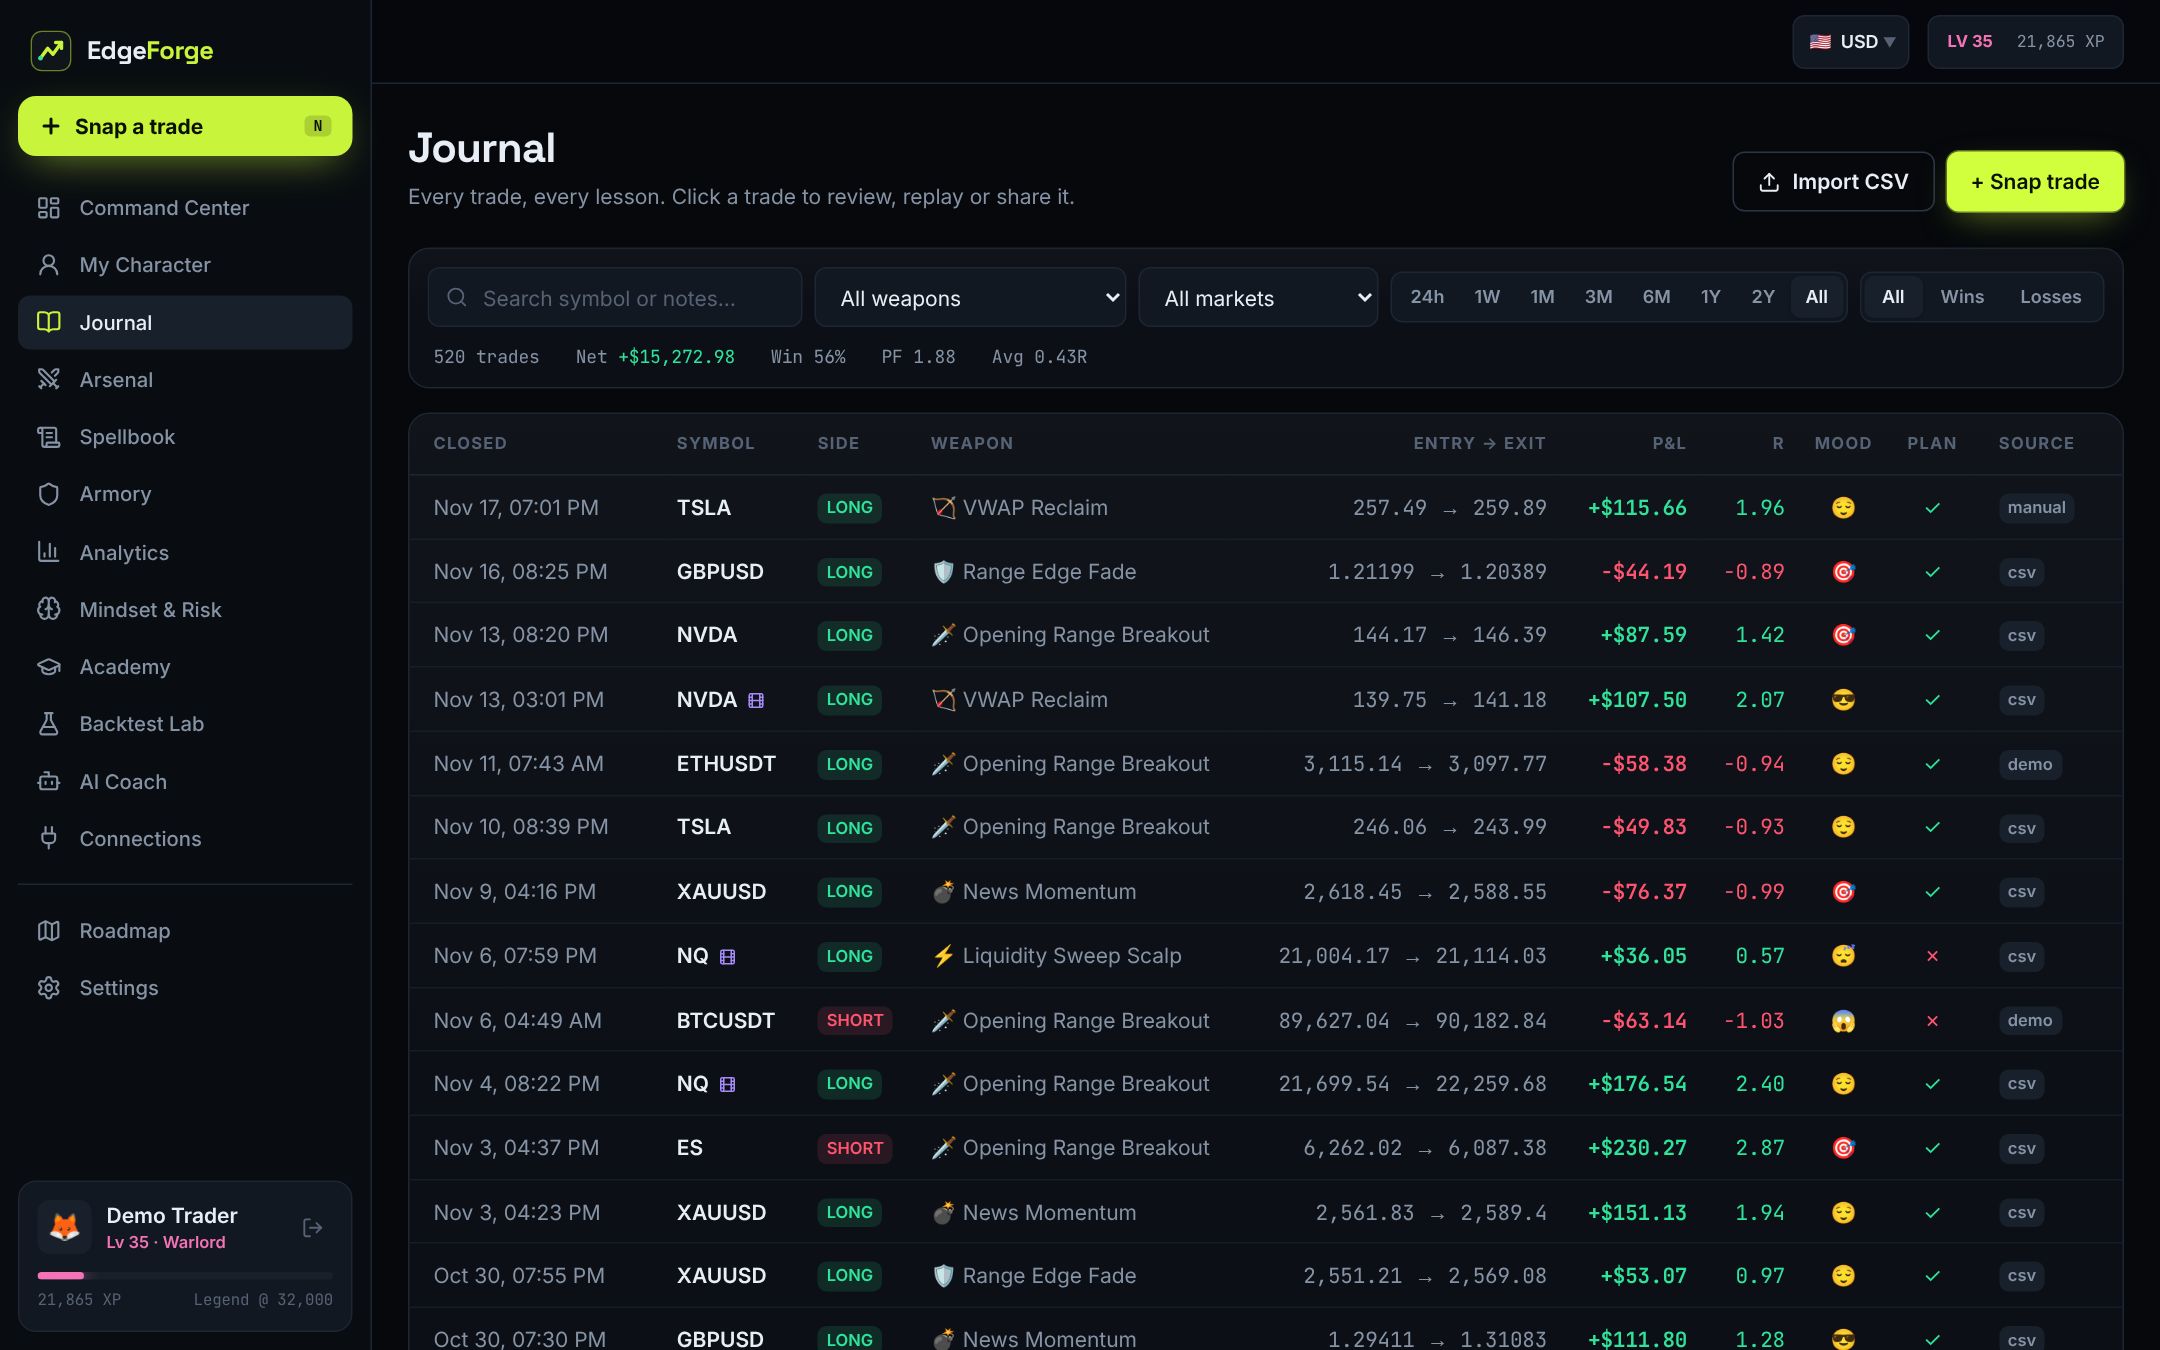 EdgeForge
+ Snap a trade N
Command Center
My Character
Journal
Arsenal
Spellbook
Armory
Analytics
Mindset & Risk
Academy
Backtest Lab
AI Coach
Connections
Roadmap
Settings
Demo Trader
Lv 35 · Warlord
21,865 XP Legend @ 32,000
USD ▼ LV 35 21,865 XP
Journal
Every trade, every lesson. Click a trade to review, replay or share it.
Import CSV + Snap trade
Search symbol or notes... All weapons All markets 24h 1W 1M 3M 6M 1Y 2Y All All Wins Losses
520 trades Net +$15,272.98 Win 56% PF 1.88 Avg 0.43R
CLOSED SYMBOL SIDE WEAPON ENTRY → EXIT P&L R MOOD PLAN SOURCE
Nov 17, 07:01 PM TSLA LONG VWAP Reclaim 257.49 → 259.89 +$115.66 1.96 ✓ manual
Nov 16, 08:25 PM GBPUSD LONG Range Edge Fade 1.21199 → 1.20389 -$44.19 -0.89 ✓ csv
Nov 13, 08:20 PM NVDA LONG Opening Range Breakout 144.17 → 146.39 +$87.59 1.42 ✓ csv
Nov 13, 03:01 PM NVDA LONG VWAP Reclaim 139.75 → 141.18 +$107.50 2.07 ✓ csv
Nov 11, 07:43 AM ETHUSDT LONG Opening Range Breakout 3,115.14 → 3,097.77 -$58.38 -0.94 ✓ demo
Nov 10, 08:39 PM TSLA LONG Opening Range Breakout 246.06 → 243.99 -$49.83 -0.93 ✓ csv
Nov 9, 04:16 PM XAUUSD LONG News Momentum 2,618.45 → 2,588.55 -$76.37 -0.99 ✓ csv
Nov 6, 07:59 PM NQ LONG Liquidity Sweep Scalp 21,004.17 → 21,114.03 +$36.05 0.57 × csv
Nov 6, 04:49 AM BTCUSDT SHORT Opening Range Breakout 89,627.04 → 90,182.84 -$63.14 -1.03 × demo
Nov 4, 08:22 PM NQ LONG Opening Range Breakout 21,699.54 → 22,259.68 +$176.54 2.40 ✓ csv
Nov 3, 04:37 PM ES SHORT Opening Range Breakout 6,262.02 → 6,087.38 +$230.27 2.87 ✓ csv
Nov 3, 04:23 PM XAUUSD LONG News Momentum 2,561.83 → 2,589.4 +$151.13 1.94 ✓ csv
Oct 30, 07:55 PM XAUUSD LONG Range Edge Fade 2,551.21 → 2,569.08 +$53.07 0.97 ✓ csv
Oct 30, 07:30 PM GBPUSD LONG News Momentum 1.29411 → 1.31083 +$111.80 1.28 ✓ csv